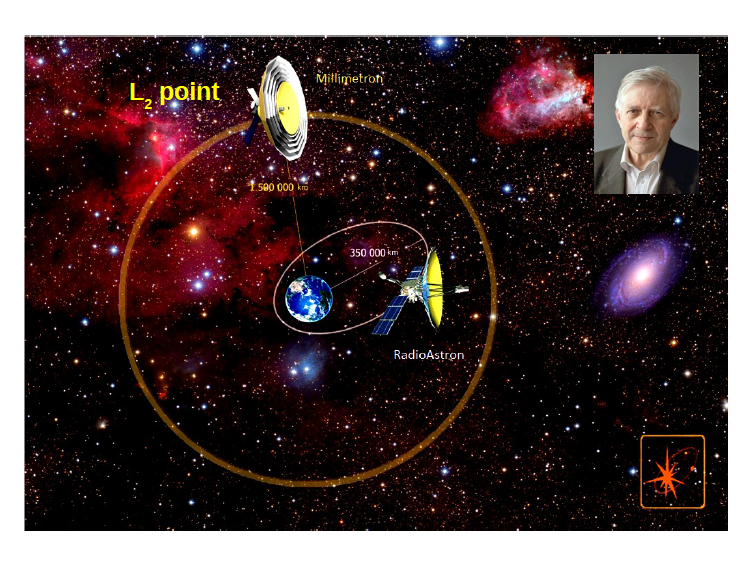 L2 point
Millimetron
1 500 000 km
350 000 km
RadioAstron